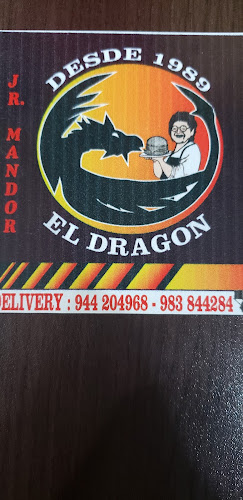 DESDE 1989
JR. MANDOR
EL DRAGON
DELIVERY : 944 204968 - 983 844284